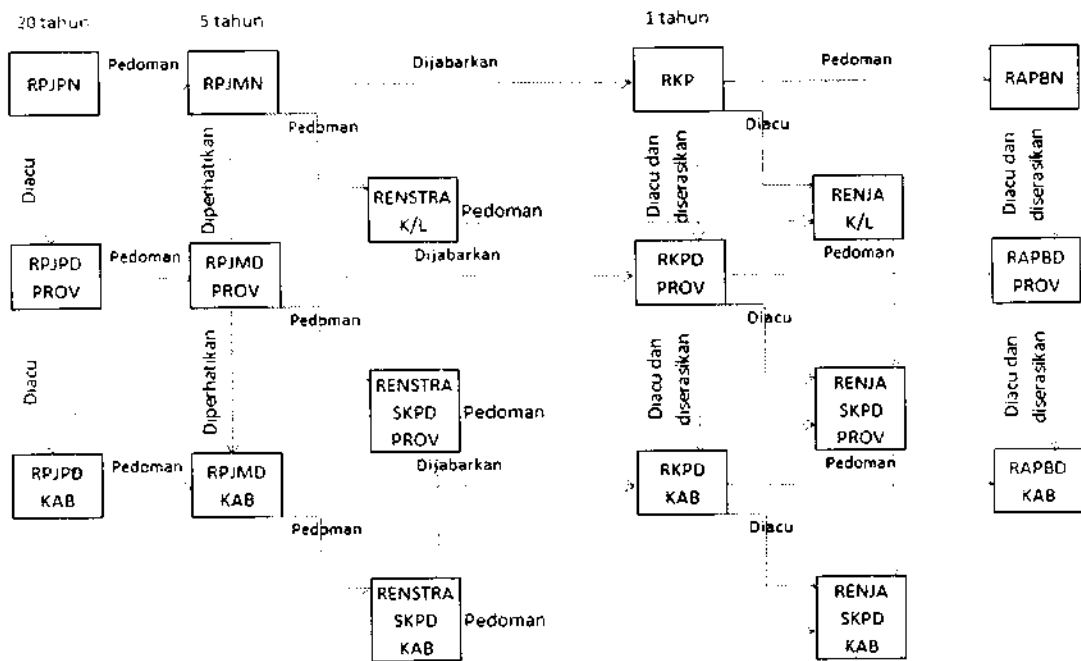 20 tahun
5 tahun
1 tahun
RPJPN
Pedoman
RPJMN
Dijabarkan
RKP
Pedoman
RAPBN
Pedoman
Diacu
Diacu
Diperhatikan
Diacu dan
diserasikan
Diacu dan
diserasikan
RENSTRA
K/L
Pedoman
RENJA
K/L
RPJPD
PROV
Pedoman
RPJMD
PROV
Dijabarkan
RKPD
PROV
Pedoman
RAPBD
PROV
Pedoman
Diacu
Diacu
Diperhatikan
Diacu dan
diserasikan
Diacu dan
diserasikan
RENSTRA
SKPD
PROV
Pedoman
RENJA
SKPD
PROV
RPJPD
KAB
Pedoman
RPJMD
KAB
Dijabarkan
RKPD
KAB
Pedoman
RAPBD
KAB
Pedoman
Diacu
RENSTRA
SKPD
KAB
Pedoman
RENJA
SKPD
KAB